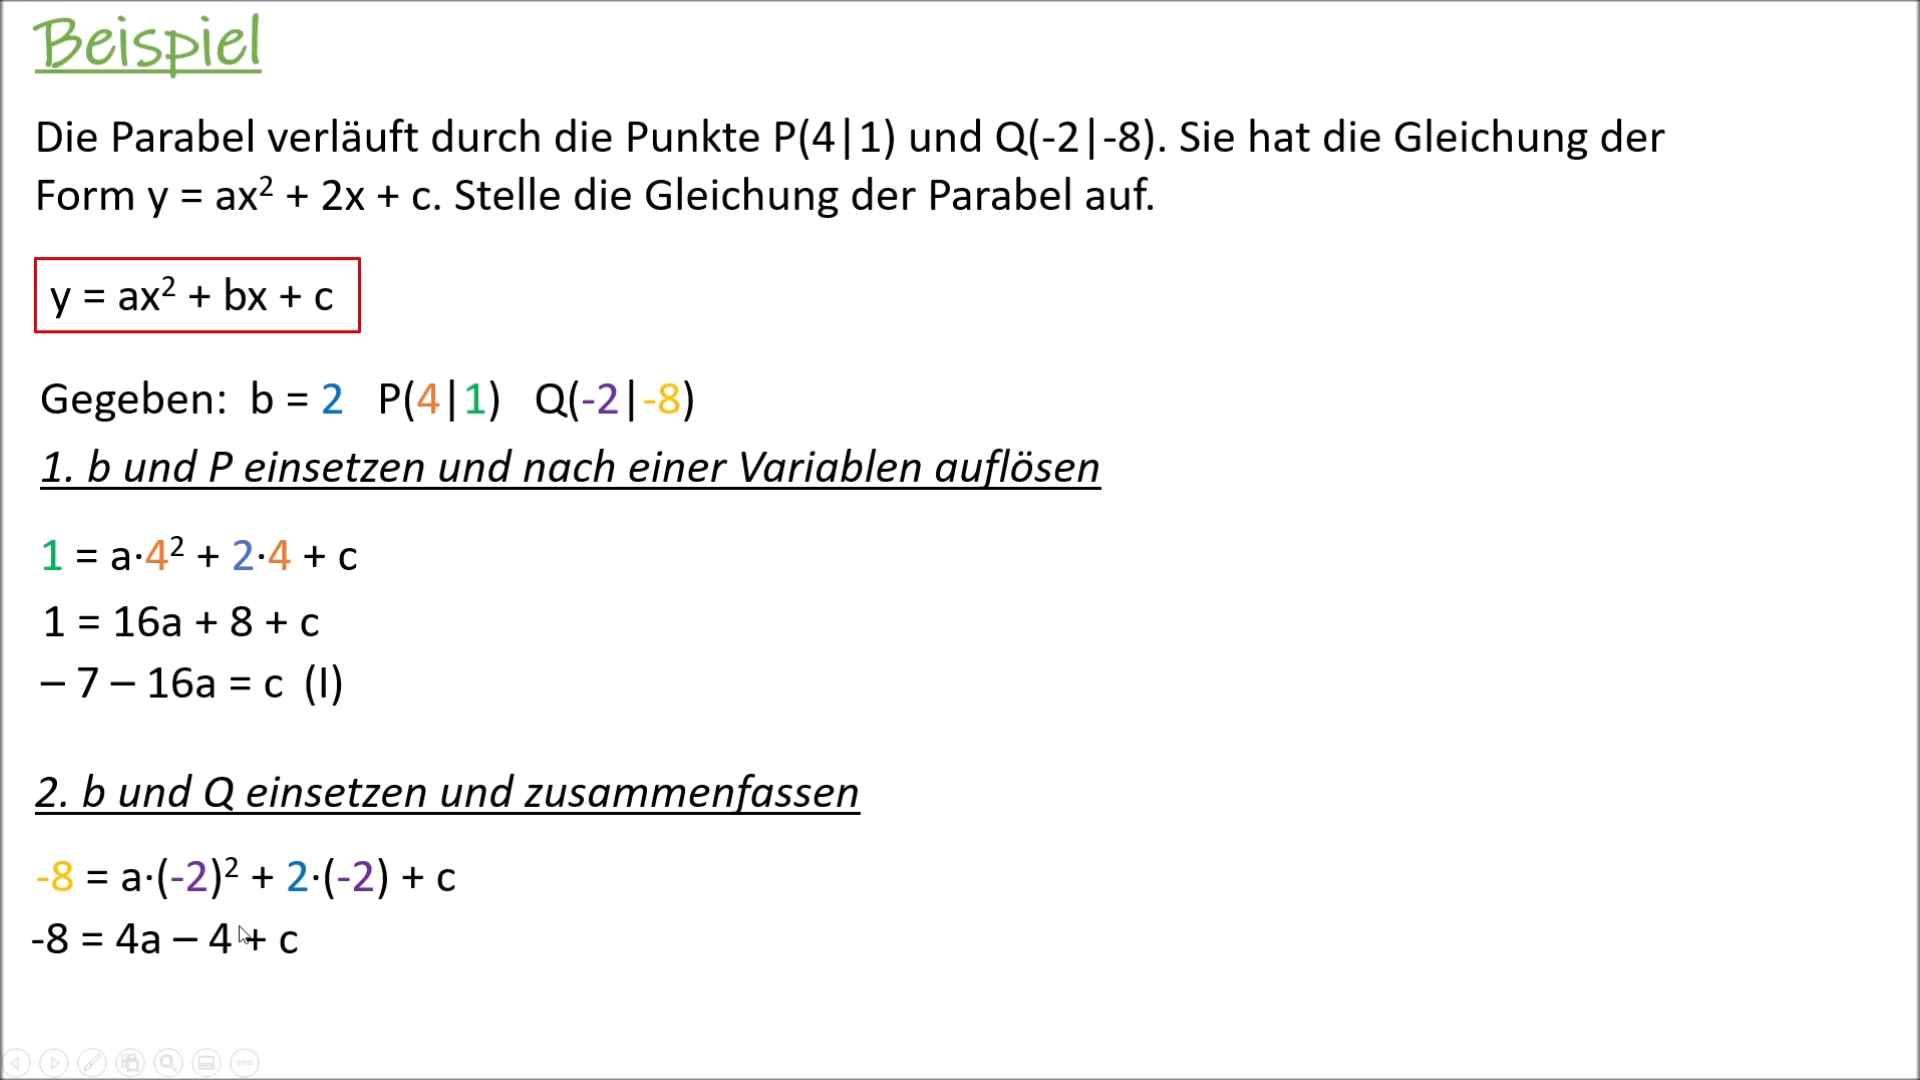 Beispiel
Die Parabel verläuft durch die Punkte P(4|1) und Q(-2|-8). Sie hat die Gleichung der
Form y = ax² + 2x + c. Stelle die Gleichung der Parabel auf.
y = ax² + bx + c
Gegeben: b = 2 P(4|1) Q(-2|-8)
1. b und P einsetzen und nach einer Variablen auflösen
1 = a·4² + 2·4 + c
1 = 16a + 8 + c
– 7 – 16a = c (I)
2. b und Q einsetzen und zusammenfassen
-8 = a·(-2)² + 2·(-2) + c
-8 = 4a – 4 + c